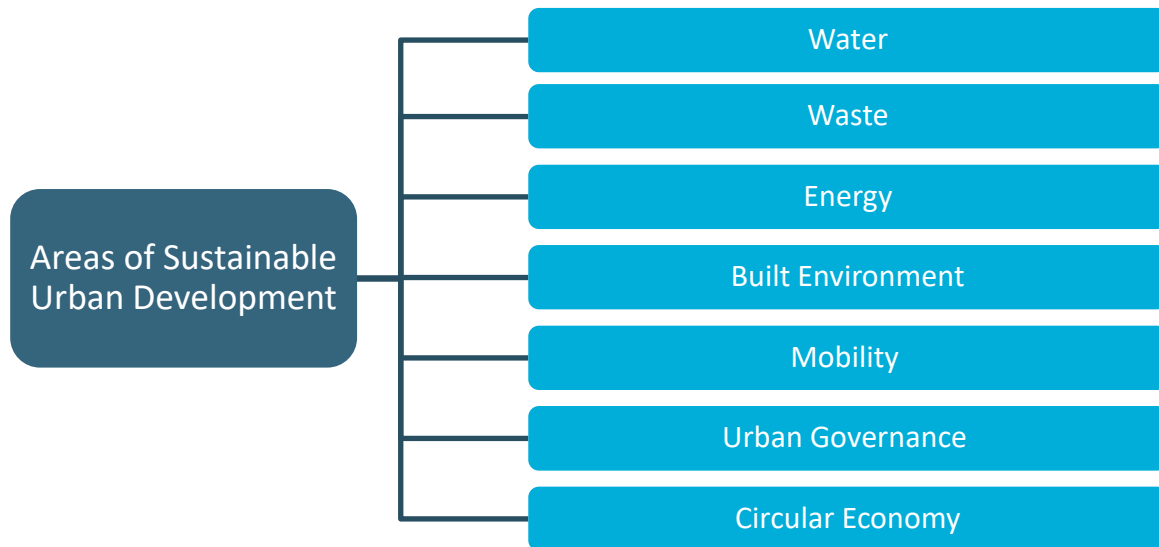 Areas of Sustainable
Urban Development
Water
Waste
Energy
Built Environment
Mobility
Urban Governance
Circular Economy